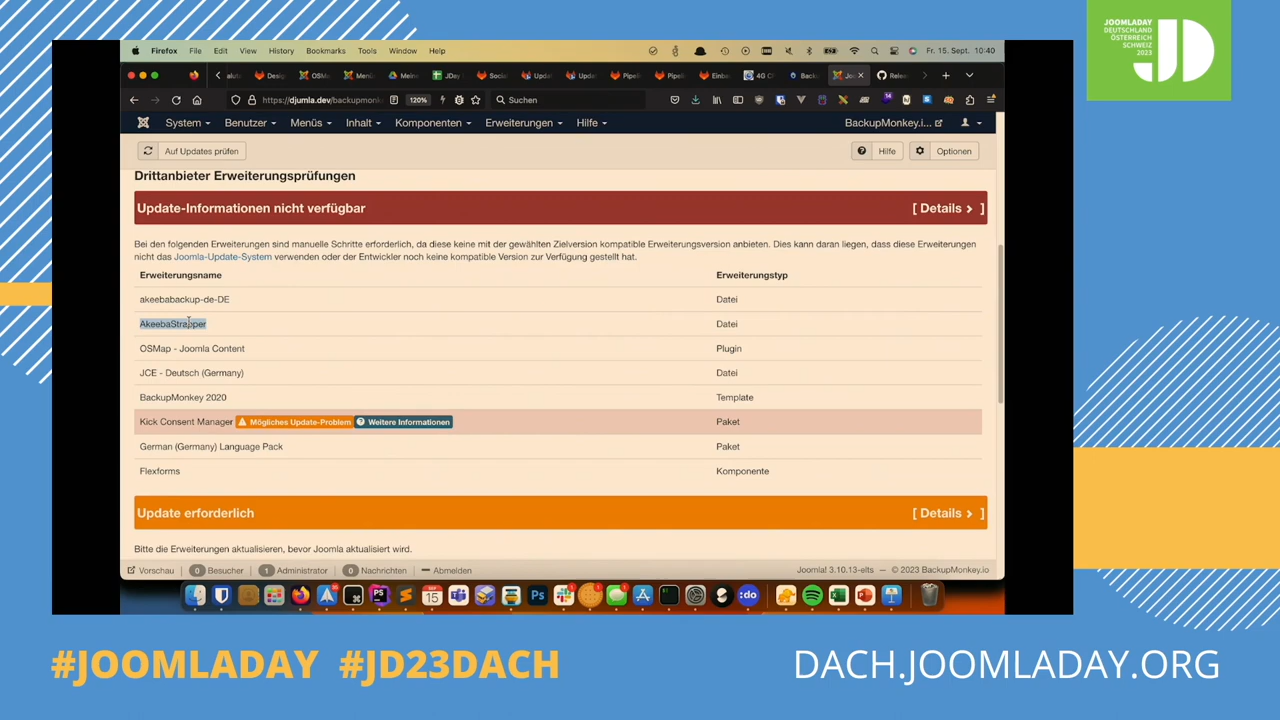 JOOMLADAY
DEUTSCHLAND
ÖSTERREICH
SCHWEIZ
2023
JD
Firefox File Edit View History Bookmarks Tools Window Help Fr. 15. Sept. 10:40
https://djumla.dev/backupmonk 120% Suchen
System Benutzer Menüs Inhalt Komponenten Erweiterungen Hilfe BackupMonkey.i...
Auf Updates prüfen Hilfe Optionen
Drittanbieter Erweiterungsprüfungen
Update-Informationen nicht verfügbar [ Details > ]
Bei den folgenden Erweiterungen sind manuelle Schritte erforderlich, da diese keine mit der gewählten Zielversion kompatible Erweiterungsversion anbieten. Dies kann daran liegen, dass diese Erweiterungen
nicht das Joomla-Update-System verwenden oder der Entwickler noch keine kompatible Version zur Verfügung gestellt hat.
Erweiterungsname Erweiterungstyp
akeebabackup-de-DE Datei
AkeebaStrapper Datei
OSMap - Joomla Content Plugin
JCE - Deutsch (Germany) Datei
BackupMonkey 2020 Template
Kick Consent Manager Mögliches Update-Problem Weitere Informationen Paket
German (Germany) Language Pack Paket
Flexforms Komponente
Update erforderlich [ Details > ]
Bitte die Erweiterungen aktualisieren, bevor Joomla aktualisiert wird.
Vorschau 0 Besucher 1 Administrator 0 Nachrichten Abmelden Joomla! 3.10.13-elts — © 2023 BackupMonkey.io
#JOOMLADAY #JD23DACH DACH.JOOMLADAY.ORG